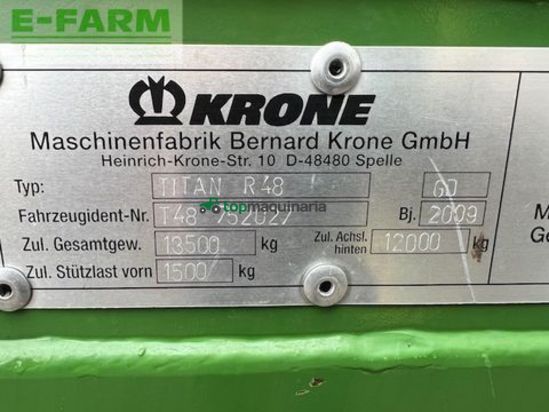 E-FARM
KRONE
Maschinenfabrik Bernard Krone GmbH
Heinrich-Krone-Str. 10 D-48480 Spelle
Typ: TITAN R48 GD
Fahrzeugident-Nr. T48 752027 Bj. 2009
topmaquinaria
Zul. Gesamtgew. 13500 kg Zul. Achsl. hinten 12000 kg
Zul. Stützlast vorn 1500 kg